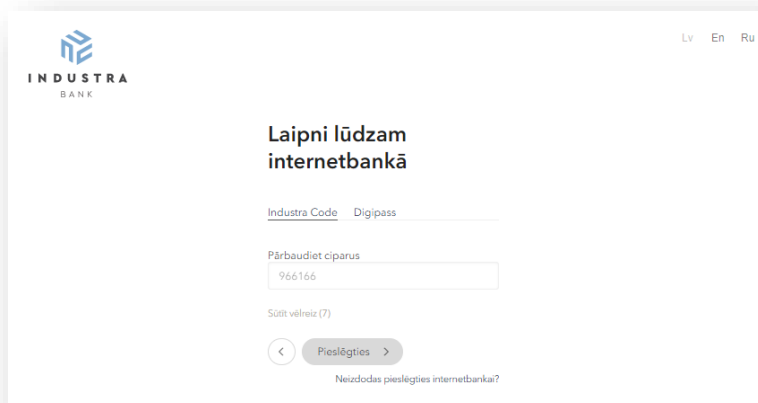 Lv En Ru
INDUSTRA
BANK
Laipni lūdzam
internetbankā
Industra Code Digipass
Pārbaudiet ciparus
966166
Sūtīt vēlreiz (7)
Pieslēgties
Neizdodas pieslēgties internetbankai?